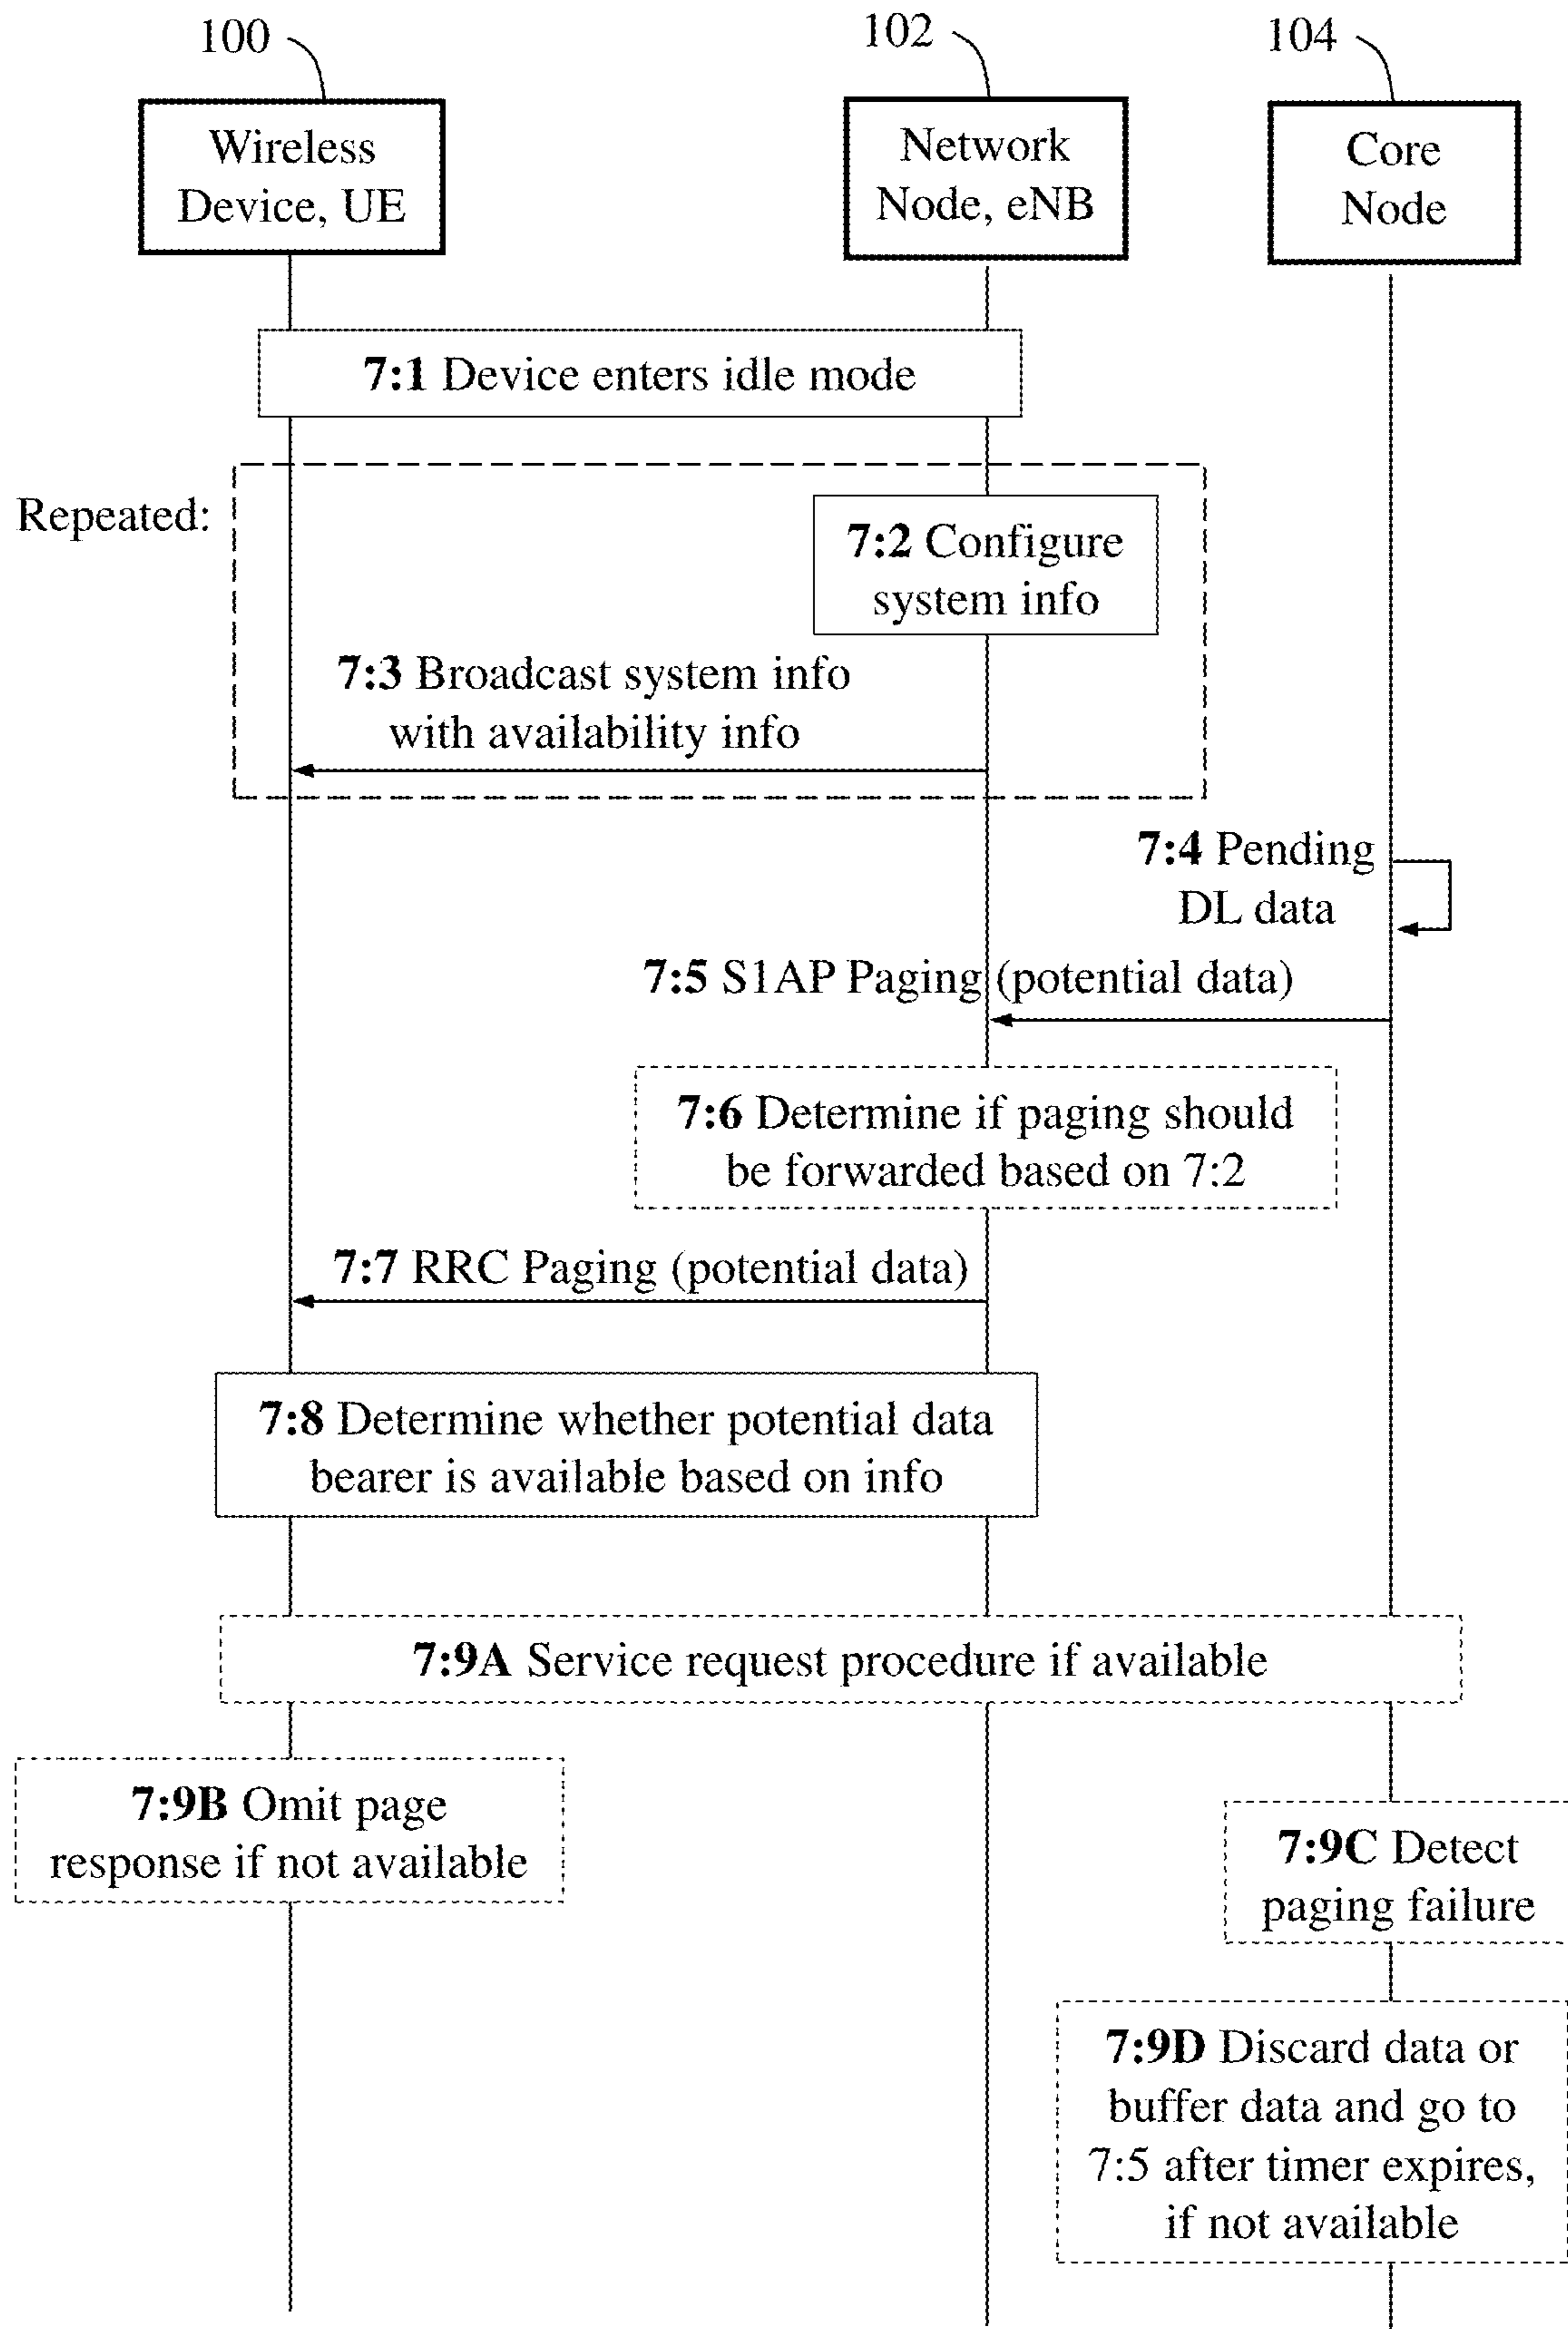 100
102
104
Wireless
Device, UE
Network
Node, eNB
Core
Node
7:1 Device enters idle mode
Repeated:
7:2 Configure
system info
7:3 Broadcast system info
with availability info
7:4 Pending
DL data
7:5 S1AP Paging (potential data)
7:6 Determine if paging should
be forwarded based on 7:2
7:7 RRC Paging (potential data)
7:8 Determine whether potential data
bearer is available based on info
7:9A Service request procedure if available
7:9B Omit page
response if not available
7:9C Detect
paging failure
7:9D Discard data or
buffer data and go to
7:5 after timer expires,
if not available